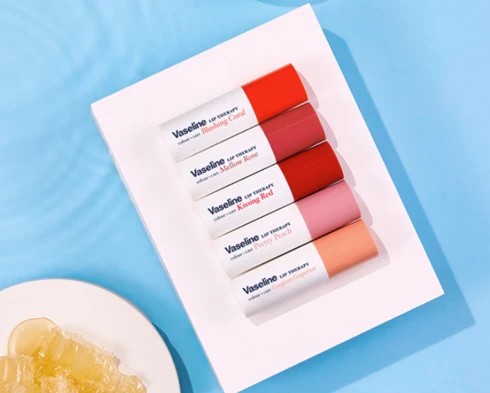 Vaseline LIP THERAPY
colour + care Blushing Coral
Vaseline LIP THERAPY
colour + care Mellow Rose
Vaseline LIP THERAPY
colour + care Kissing Red
Vaseline LIP THERAPY
colour + care Pretty Peach
Vaseline LIP THERAPY
colour + care